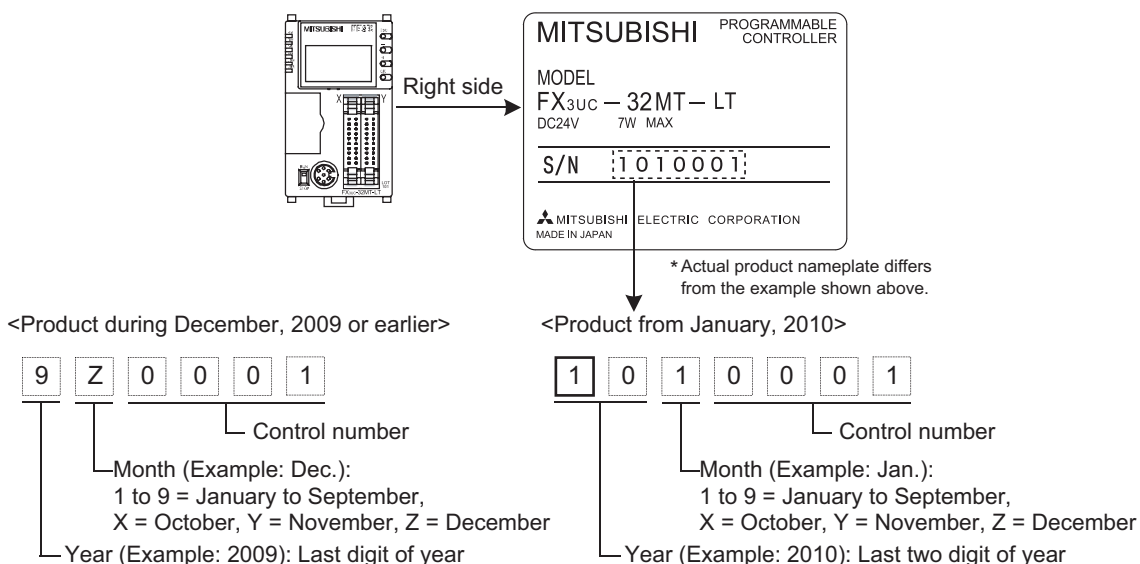 MITSUBISHI
X Y
FX3UC-32MT-LT
Right side
MITSUBISHI PROGRAMMABLE CONTROLLER
MODEL
FX3UC - 32MT - LT
DC24V 7W MAX
S/N 1010001
MITSUBISHI ELECTRIC CORPORATION
MADE IN JAPAN
* Actual product nameplate differs
from the example shown above.
<Product during December, 2009 or earlier>
9 Z 0 0 0 1
Control number
Month (Example: Dec.):
1 to 9 = January to September,
X = October, Y = November, Z = December
Year (Example: 2009): Last digit of year
<Product from January, 2010>
1 0 1 0 0 0 1
Control number
Month (Example: Jan.):
1 to 9 = January to September,
X = October, Y = November, Z = December
Year (Example: 2010): Last two digit of year